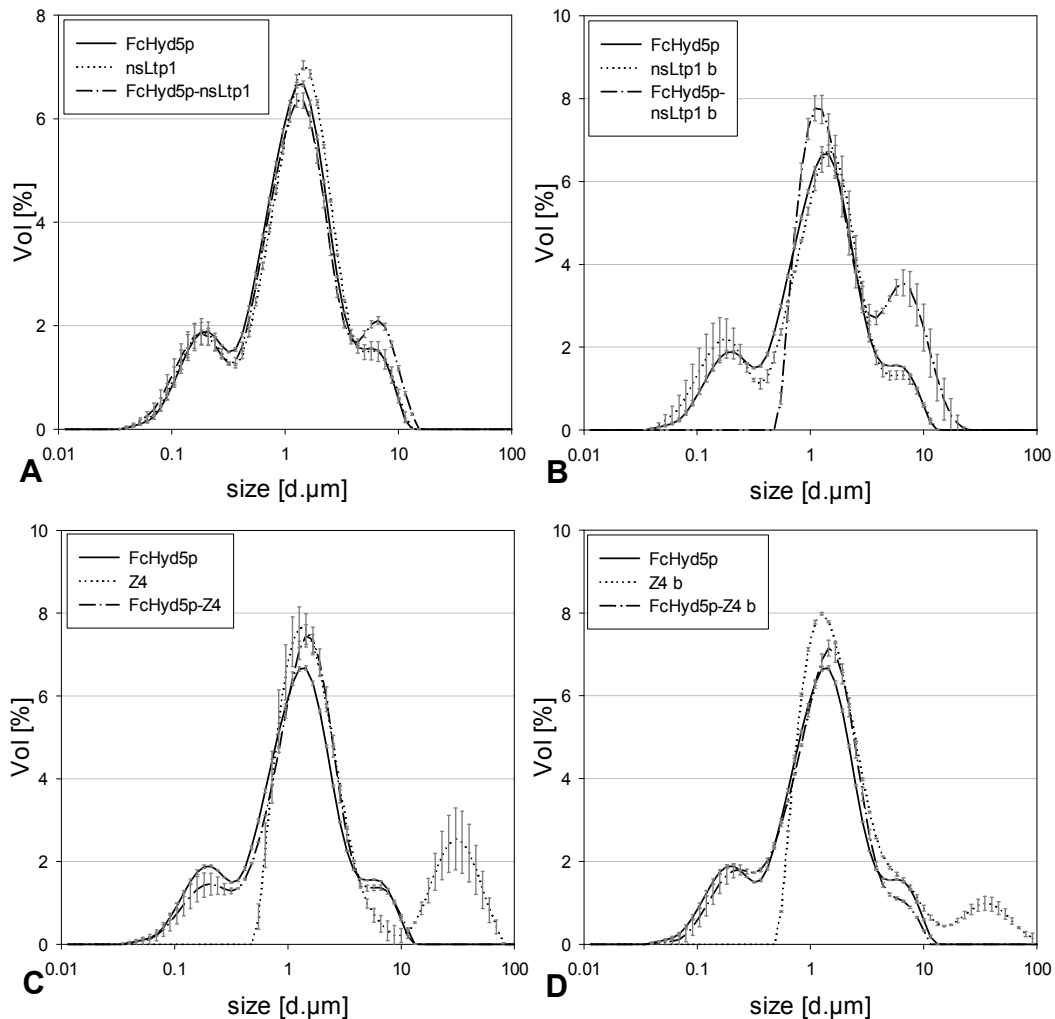 8
6
4
2
0
Vol [%]
FcHyd5p
nsLtp1
FcHyd5p-nsLtp1
0.01
0.1
1
10
100
A
size [d.µm]
10
8
6
4
2
0
Vol [%]
FcHyd5p
nsLtp1 b
FcHyd5p-
nsLtp1 b
0.01
0.1
1
10
100
B
size [d.µm]
10
8
6
4
2
0
Vol [%]
FcHyd5p
Z4
FcHyd5p-Z4
0.01
0.1
1
10
100
C
size [d.µm]
10
8
6
4
2
0
Vol [%]
FcHyd5p
Z4 b
FcHyd5p-Z4 b
0.01
0.1
1
10
100
D
size [d.µm]